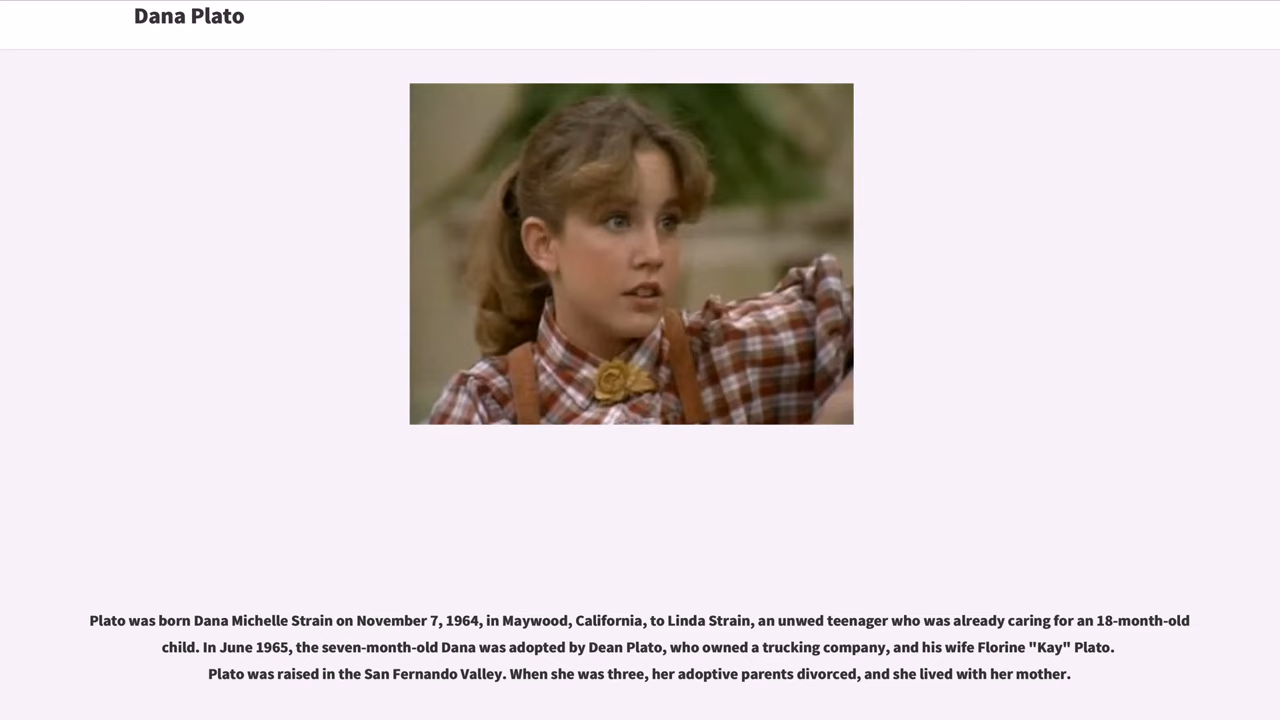 Dana Plato
Plato was born Dana Michelle Strain on November 7, 1964, in Maywood, California, to Linda Strain, an unwed teenager who was already caring for an 18-month-old
child. In June 1965, the seven-month-old Dana was adopted by Dean Plato, who owned a trucking company, and his wife Florine "Kay" Plato.
Plato was raised in the San Fernando Valley. When she was three, her adoptive parents divorced, and she lived with her mother.